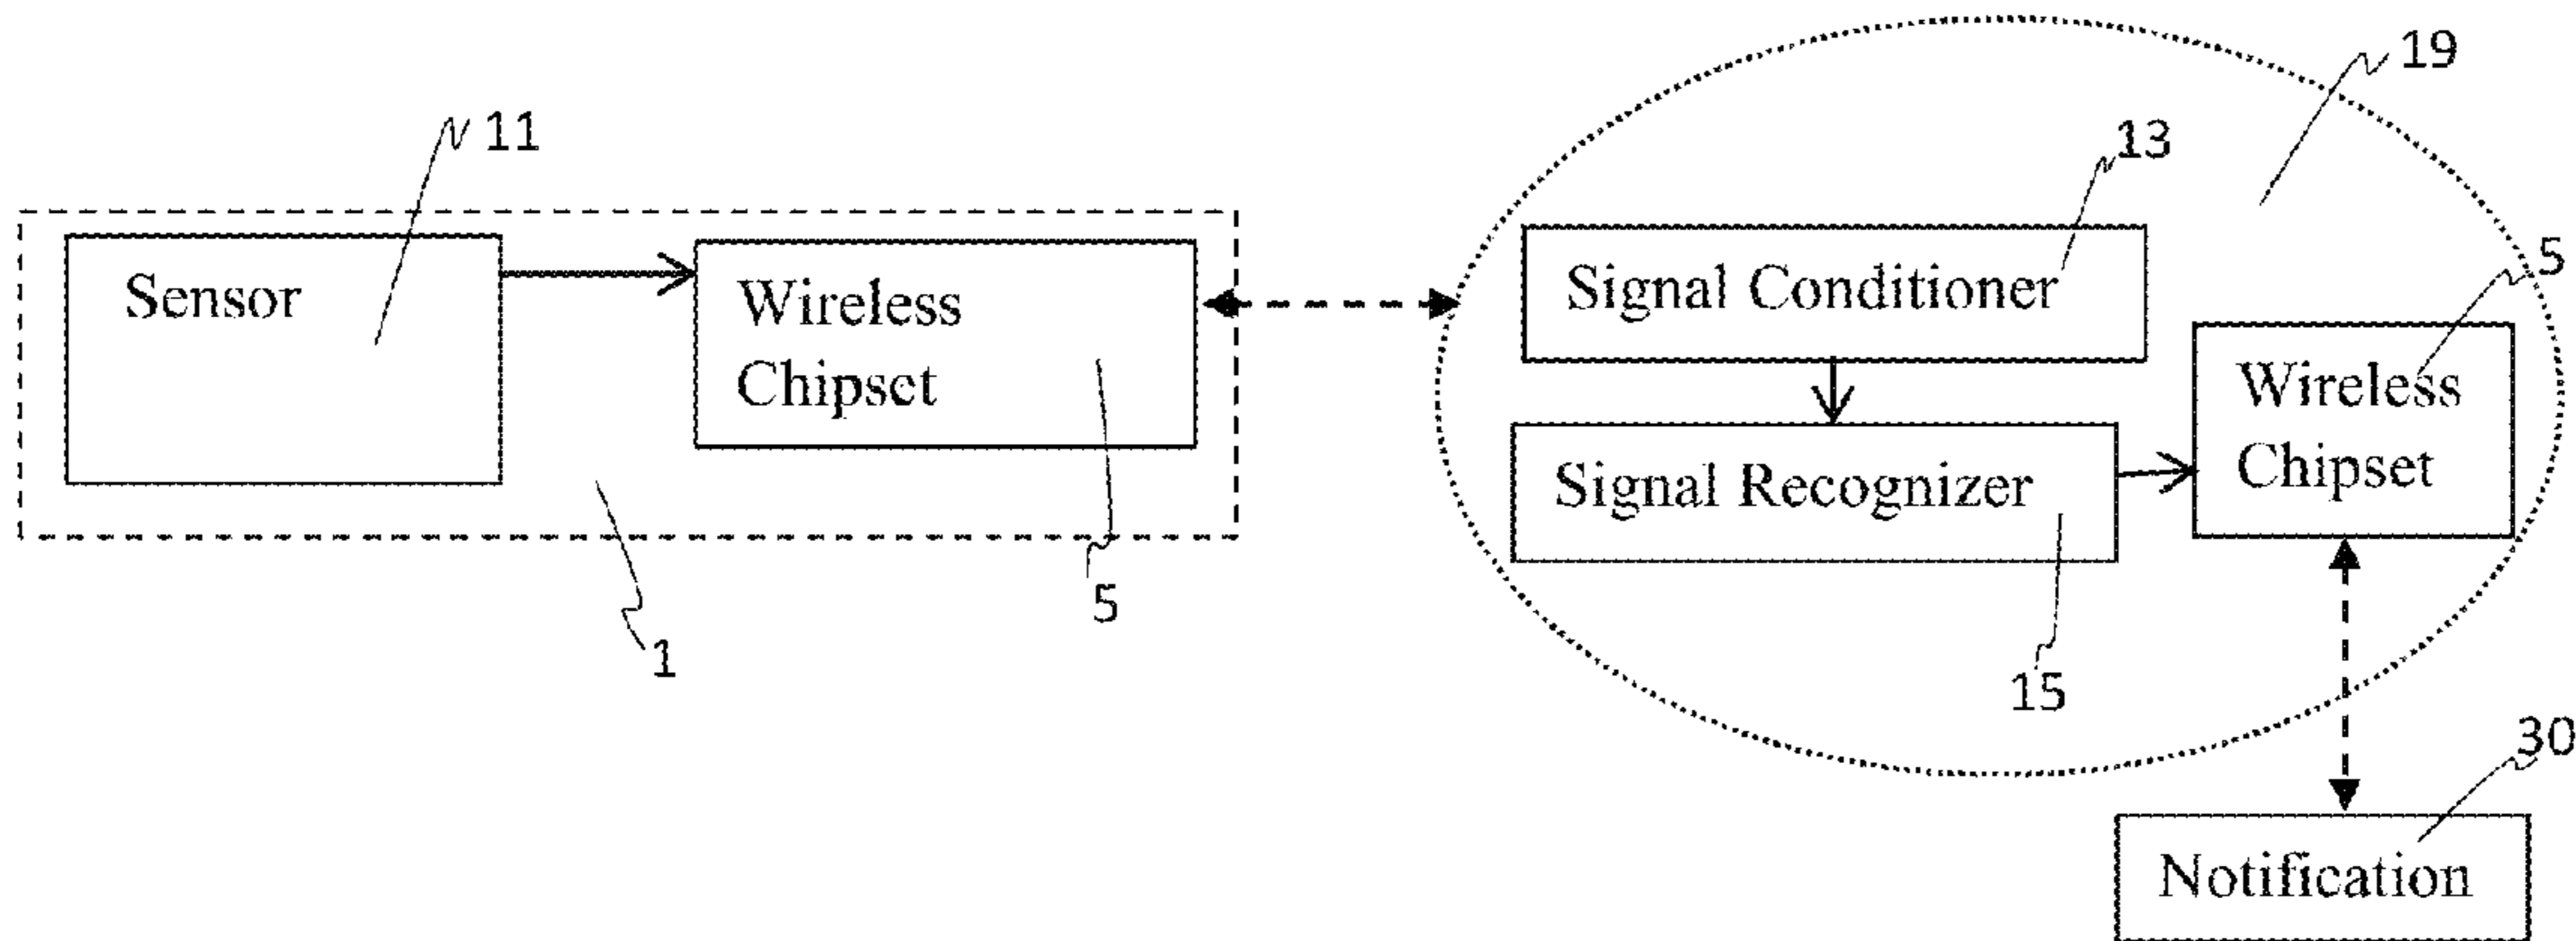 19
11
13
5
Sensor
Wireless
Chipset
Signal Conditioner
Wireless
Chipset
Signal Recognizer
5
1
15
30
Notification